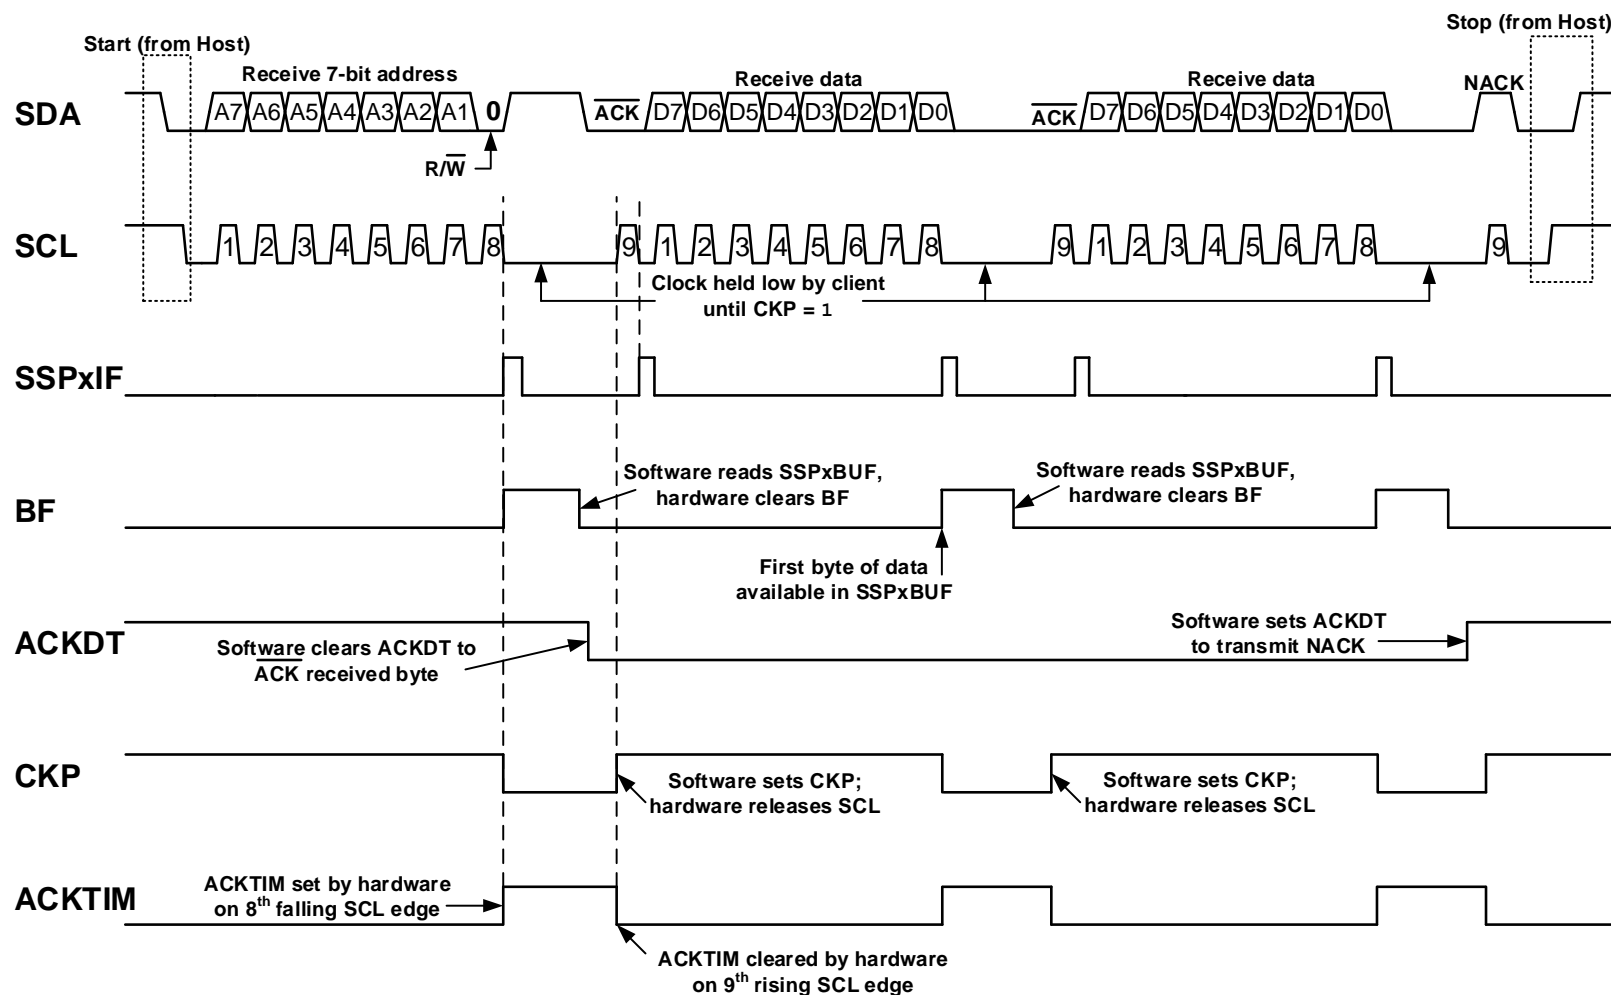 Start (from Host)
Stop (from Host)
Receive 7-bit address
Receive data
Receive data
NACK
SDA
A7 A6 A5 A4 A3 A2 A1 0
ACK
D7 D6 D5 D4 D3 D2 D1 D0
ACK
D7 D6 D5 D4 D3 D2 D1 D0
R/W
SCL
1 2 3 4 5 6 7 8 9 1 2 3 4 5 6 7 8 9 1 2 3 4 5 6 7 8 9
Clock held low by client
until CKP = 1
SSPxIF
BF
Software reads SSPxBUF,
hardware clears BF
Software reads SSPxBUF,
hardware clears BF
First byte of data
available in SSPxBUF
ACKDT
Software clears ACKDT to
ACK received byte
Software sets ACKDT
to transmit NACK
CKP
Software sets CKP;
hardware releases SCL
Software sets CKP;
hardware releases SCL
ACKTIM
ACKTIM set by hardware
on 8th falling SCL edge
ACKTIM cleared by hardware
on 9th rising SCL edge